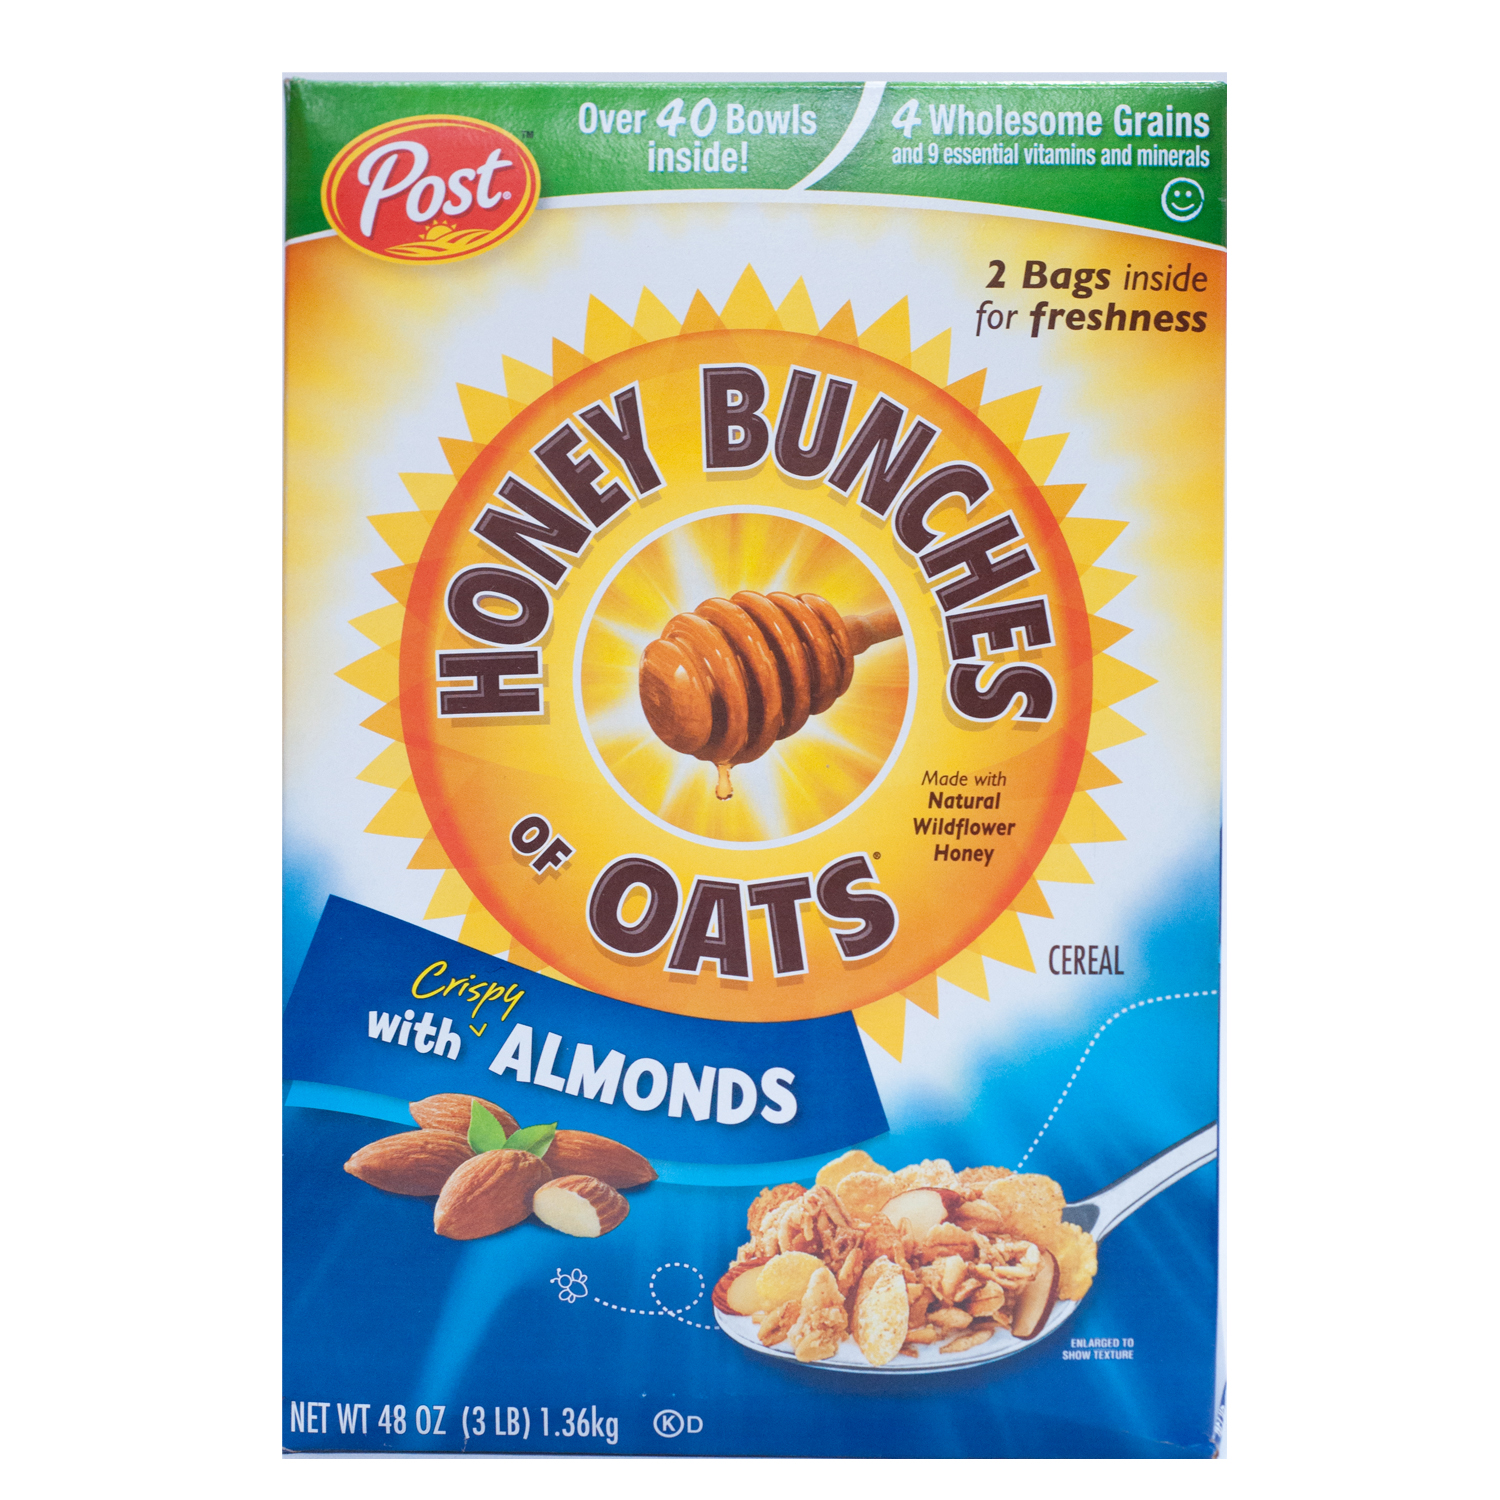 Post®™
Over 40 Bowls
inside!
4 Wholesome Grains
and 9 essential vitamins and minerals
2 Bags inside
for freshness
HONEY BUNCHES
OF OATS®
Made with
Natural
Wildflower
Honey
CEREAL
Crispy
with ALMONDS
ENLARGED TO
SHOW TEXTURE
NET WT 48 OZ (3 LB) 1.36kg K D